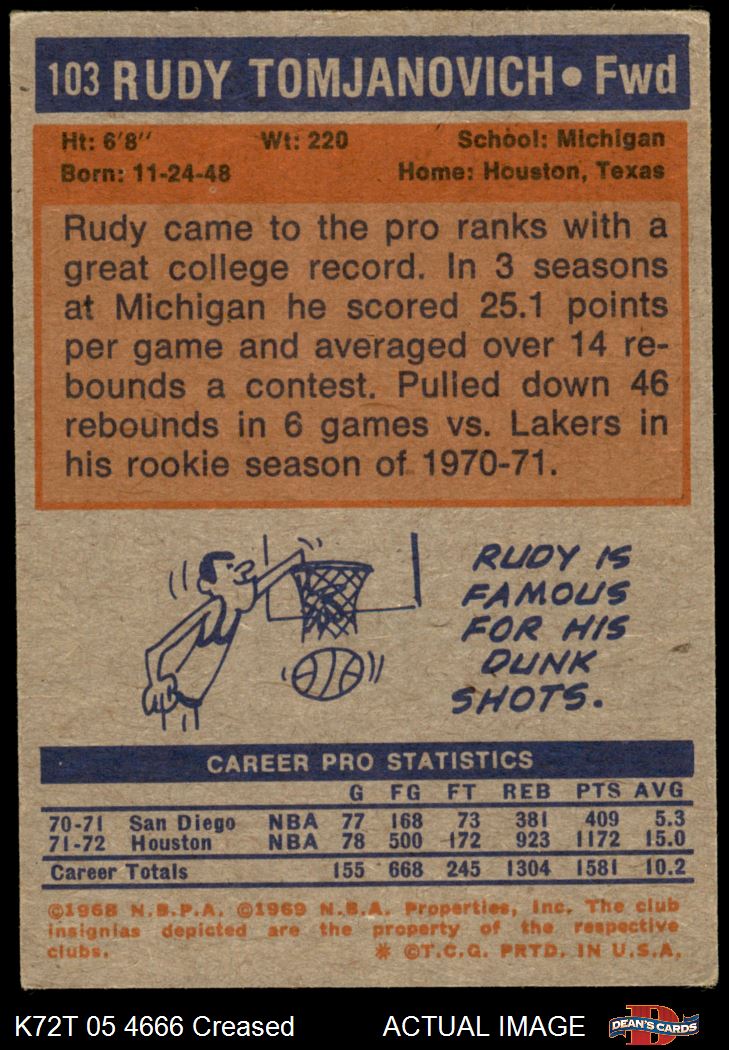 103 RUDY TOMJANOVICH • Fwd
Ht: 6'8" Wt: 220 School: Michigan
Born: 11-24-48 Home: Houston, Texas
Rudy came to the pro ranks with a
great college record. In 3 seasons
at Michigan he scored 25.1 points
per game and averaged over 14 re-
bounds a contest. Pulled down 46
rebounds in 6 games vs. Lakers in
his rookie season of 1970-71.
RUDY IS
FAMOUS
FOR HIS
DUNK
SHOTS.
CAREER PRO STATISTICS
G FG FT REB PTS AVG
70-71 San Diego NBA 77 168 73 381 409 5.3
71-72 Houston NBA 78 500 172 923 1172 15.0
Career Totals 155 668 245 1304 1581 10.2
©1968 N.B.P.A. ©1969 N.B.A. Properties, Inc. The club
insignias depicted are the property of the respective
clubs. * ©T.C.G. PRTD. IN U.S.A.
K72T 05 4666 Creased ACTUAL IMAGE D DEAN'S CARDS